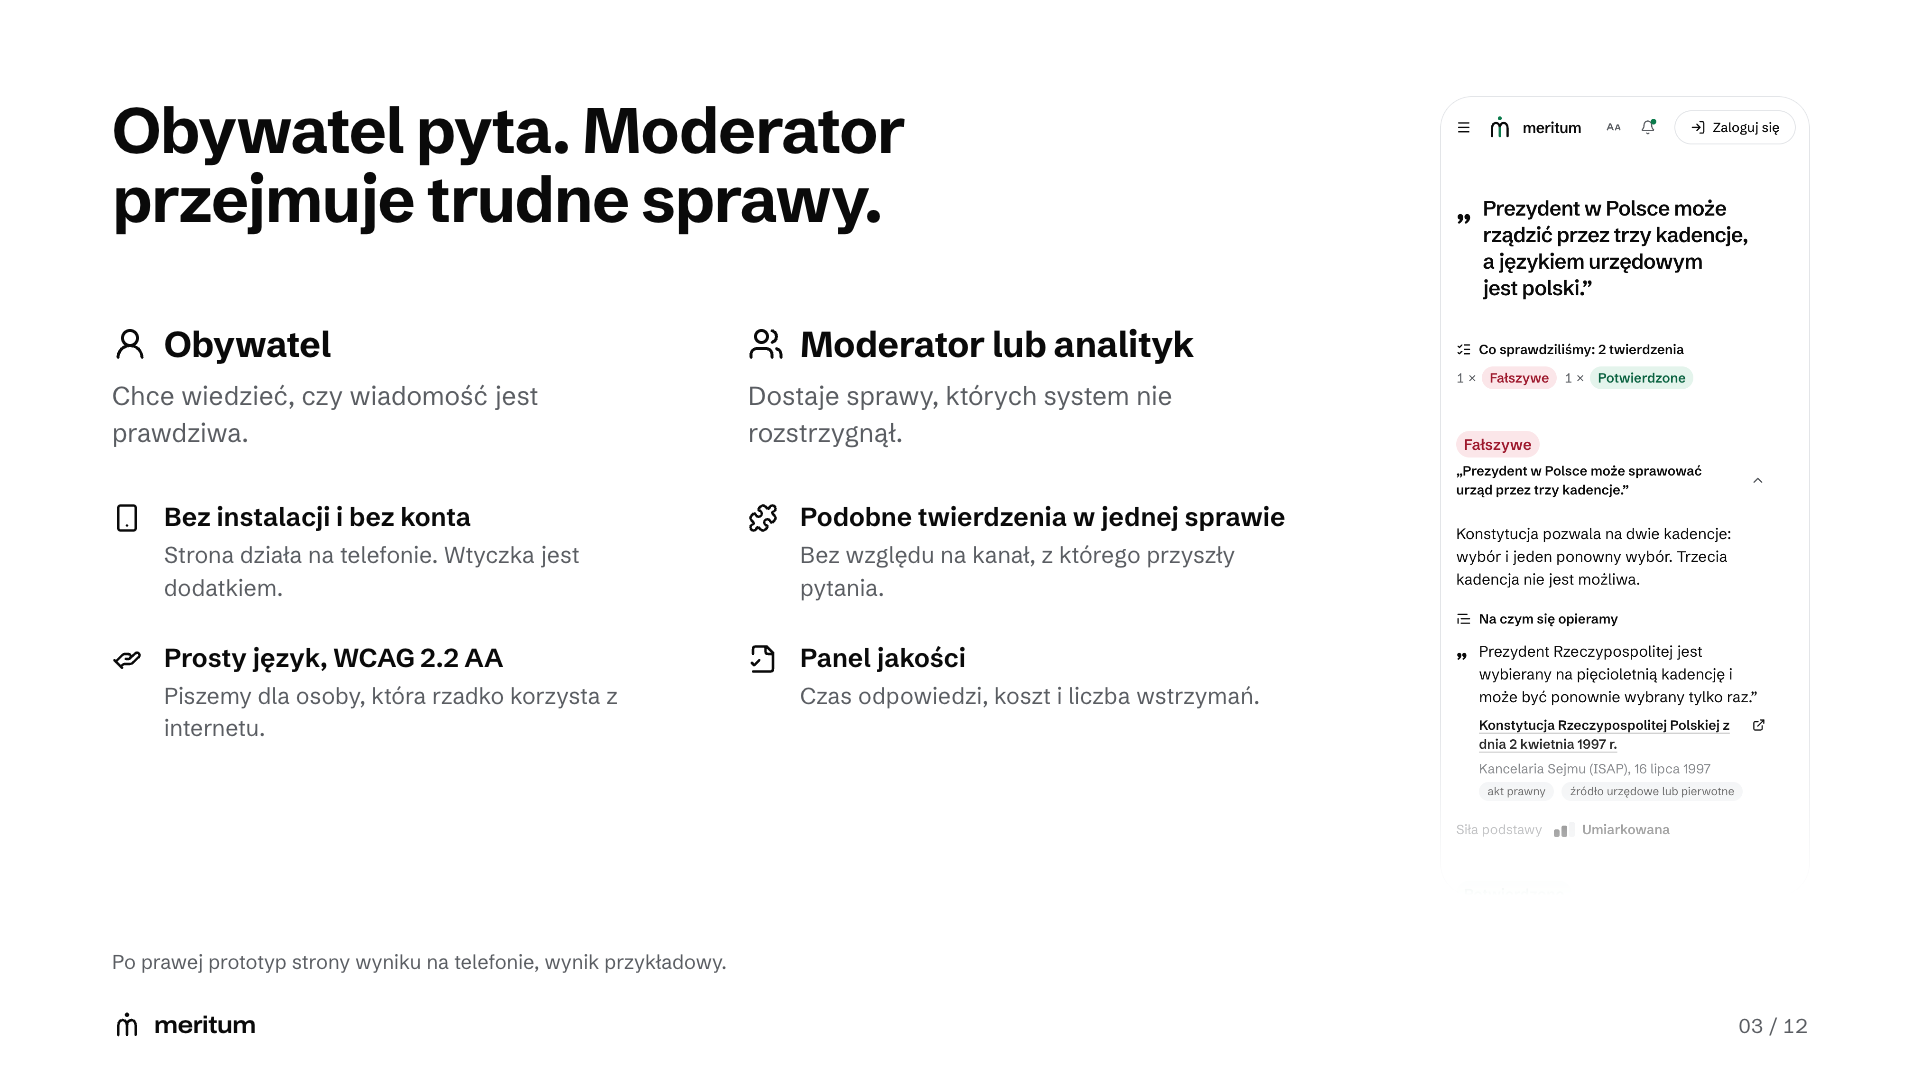 Obywatel pyta. Moderator
przejmuje trudne sprawy.
Obywatel
Chce wiedzieć, czy wiadomość jest
prawdziwa.
Bez instalacji i bez konta
Strona działa na telefonie. Wtyczka jest
dodatkiem.
Prosty język, WCAG 2.2 AA
Piszemy dla osoby, która rzadko korzysta z
internetu.
Moderator lub analityk
Dostaje sprawy, których system nie
rozstrzygnął.
Podobne twierdzenia w jednej sprawie
Bez względu na kanał, z którego przyszły
pytania.
Panel jakości
Czas odpowiedzi, koszt i liczba wstrzymań.
meritum AA Zaloguj się
„Prezydent w Polsce może
rządzić przez trzy kadencje,
a językiem urzędowym
jest polski.”
Co sprawdziliśmy: 2 twierdzenia
1 × Fałszywe 1 × Potwierdzone
Fałszywe
„Prezydent w Polsce może sprawować
urząd przez trzy kadencje.”
Konstytucja pozwala na dwie kadencje:
wybór i jeden ponowny wybór. Trzecia
kadencja nie jest możliwa.
Na czym się opieramy
„Prezydent Rzeczypospolitej jest
wybierany na pięcioletnią kadencję i
może być ponownie wybrany tylko raz.”
Konstytucja Rzeczypospolitej Polskiej z
dnia 2 kwietnia 1997 r.
Kancelaria Sejmu (ISAP), 16 lipca 1997
akt prawny źródło urzędowe lub pierwotne
Siła podstawy Umiarkowana
Po prawej prototyp strony wyniku na telefonie, wynik przykładowy.
meritum
03 / 12